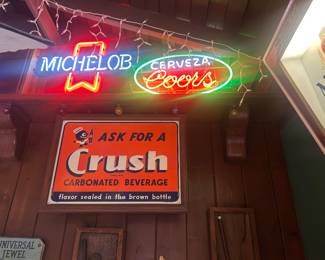 MICHELOB
CERVEZA
Coors
ASK FOR A
Crush
CARBONATED BEVERAGE
flavor sealed in the brown bottle
UNIVERSAL
JEWEL